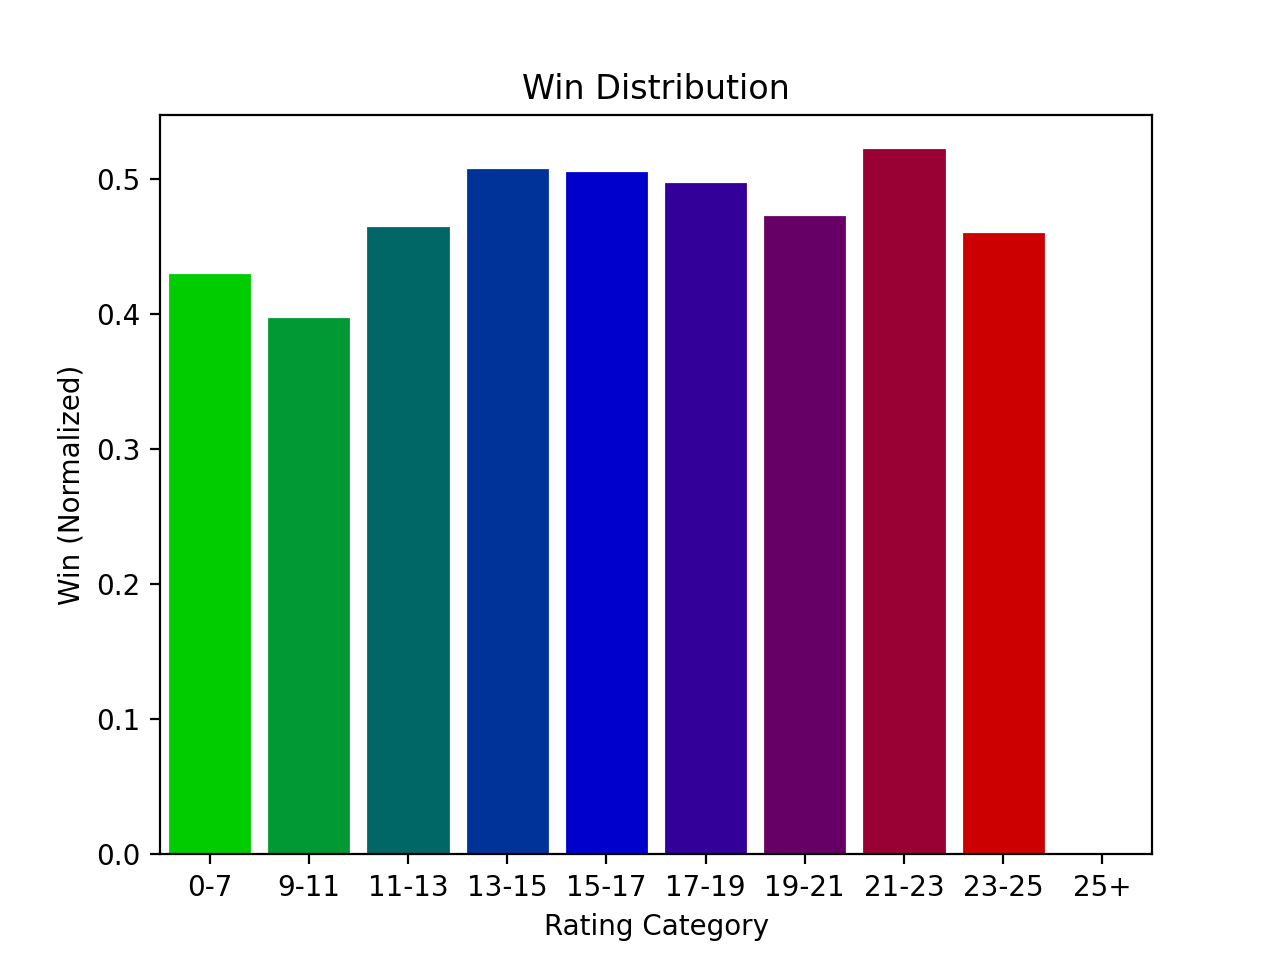 Win Distribution
Win (Normalized)
0.5
0.4
0.3
0.2
0.1
0.0
0-7 9-11 11-13 13-15 15-17 17-19 19-21 21-23 23-25 25+
Rating Category